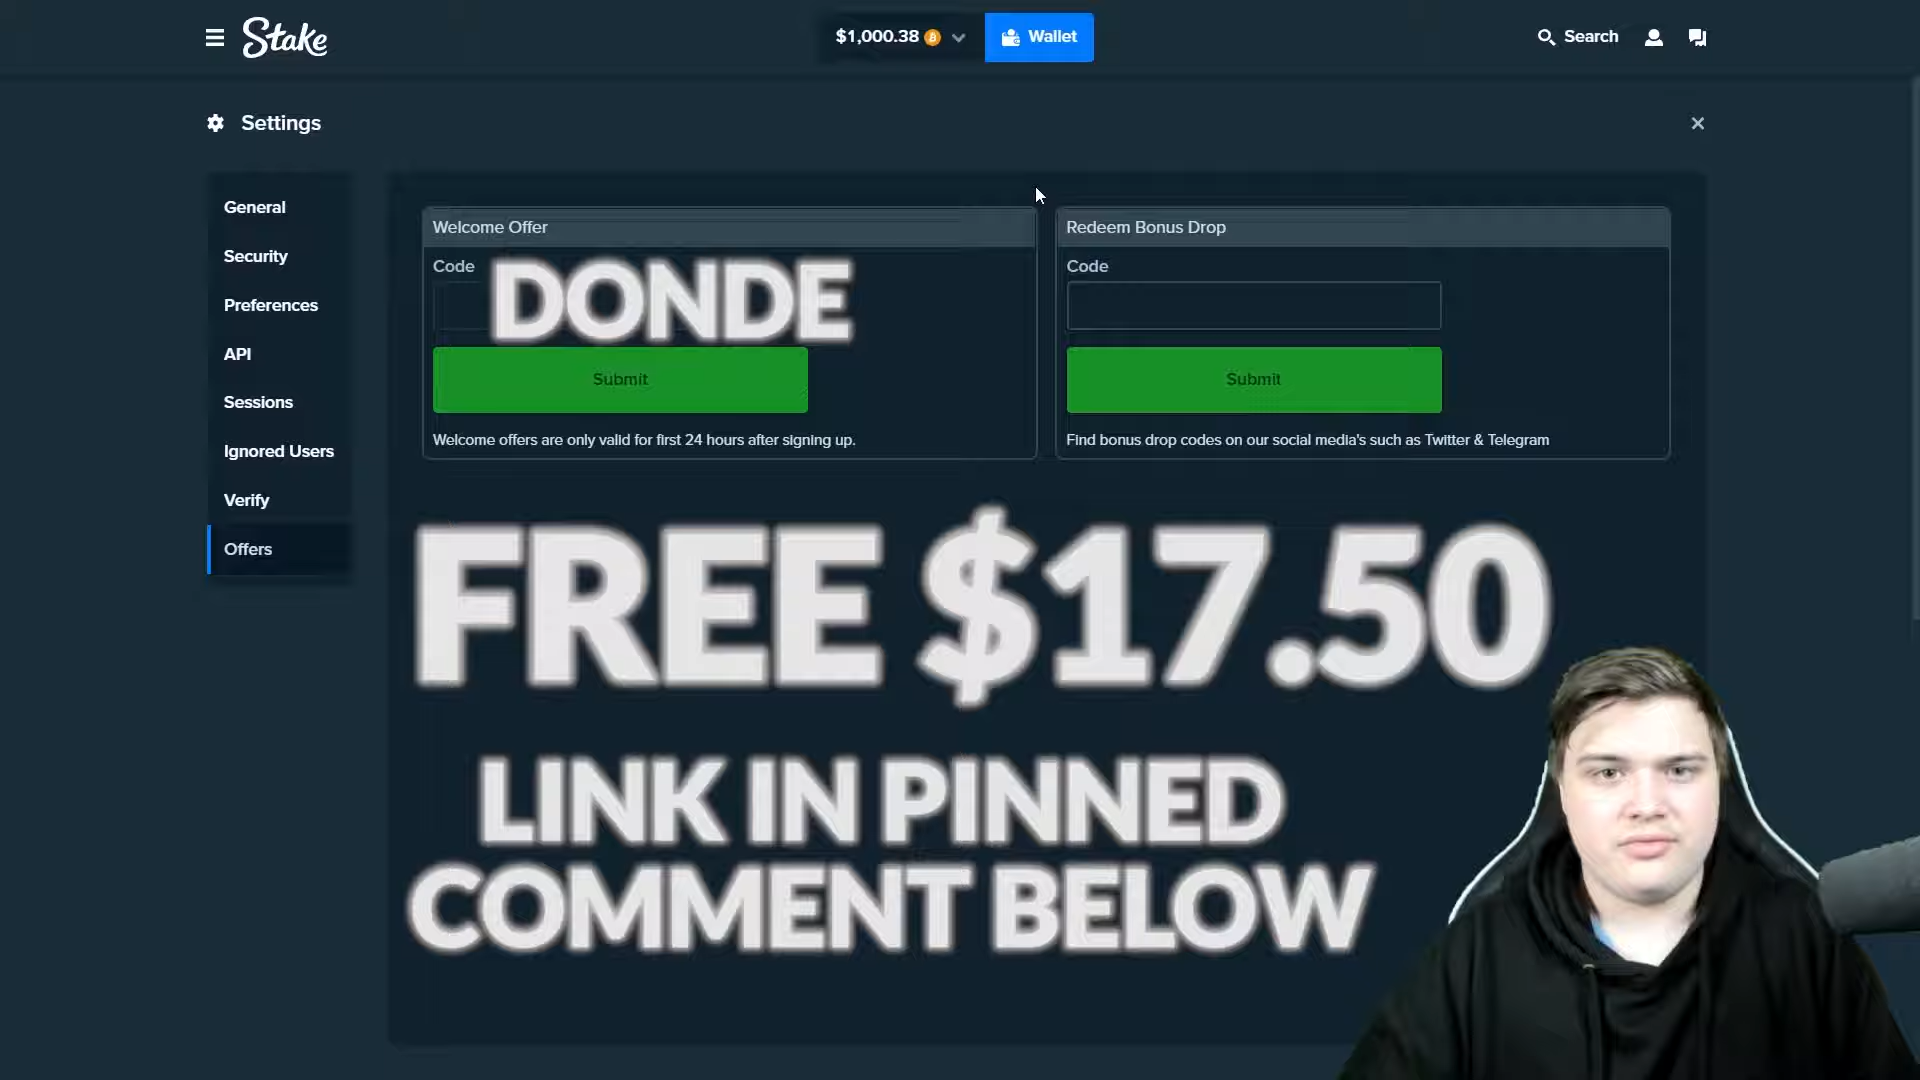 Stake
$1,000.38
Wallet
Search
Settings
General
Security
Preferences
API
Sessions
Ignored Users
Verify
Offers
Welcome Offer
Code
DONDE
Submit
Welcome offers are only valid for first 24 hours after signing up.
Redeem Bonus Drop
Code
Submit
Find bonus drop codes on our social media's such as Twitter & Telegram
FREE $17.50
LINK IN PINNED
COMMENT BELOW